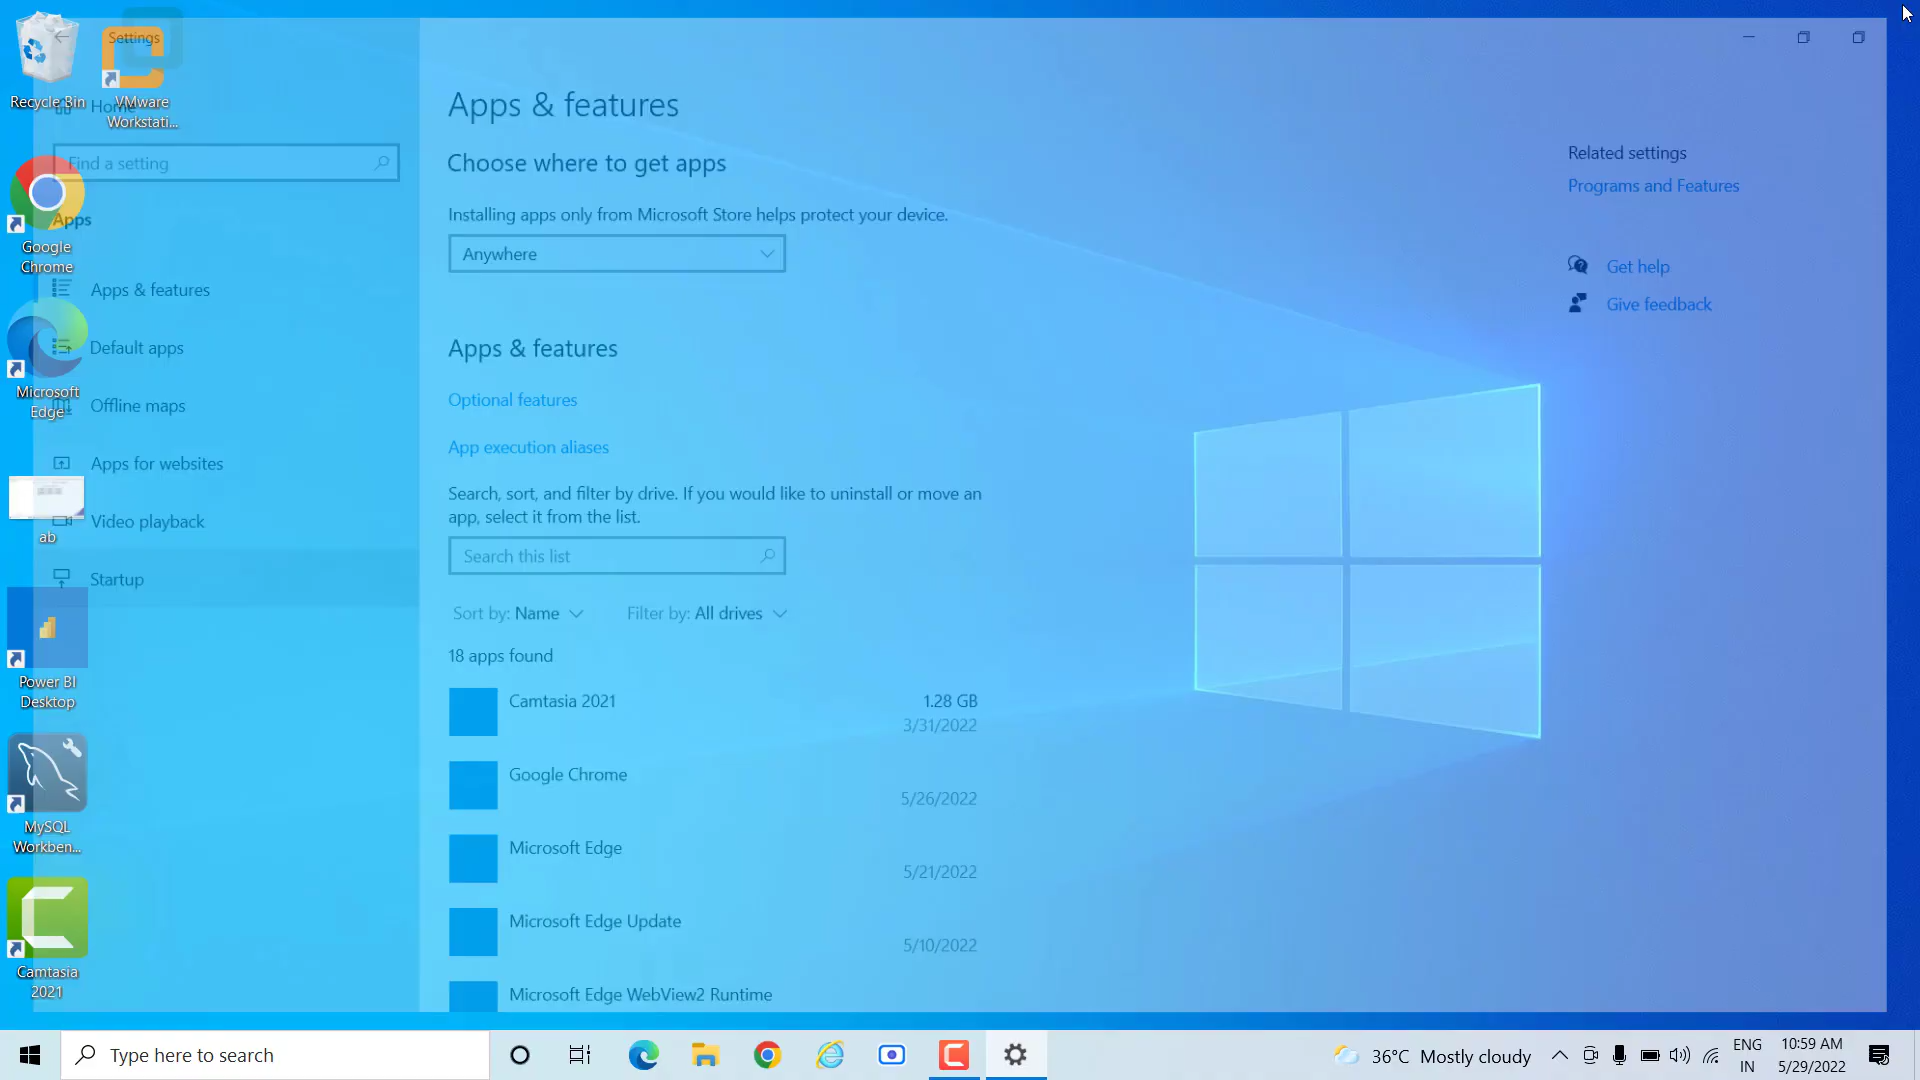 Recycle Bin
VMware
Workstati...
Google
Chrome
Microsoft
Edge
ab
Power BI
Desktop
MySQL
Workben...
Camtasia
2021
Settings
Home
Find a setting
Apps
Apps & features
Default apps
Offline maps
Apps for websites
Video playback
Startup
Apps & features
Choose where to get apps
Installing apps only from Microsoft Store helps protect your device.
Anywhere
Apps & features
Optional features
App execution aliases
Search, sort, and filter by drive. If you would like to uninstall or move an
app, select it from the list.
Search this list
Sort by: Name Filter by: All drives
18 apps found
Camtasia 2021 1.28 GB
3/31/2022
Google Chrome
5/26/2022
Microsoft Edge
5/21/2022
Microsoft Edge Update
5/10/2022
Microsoft Edge WebView2 Runtime
Related settings
Programs and Features
Get help
Give feedback
Type here to search
36°C Mostly cloudy
ENG
IN
10:59 AM
5/29/2022